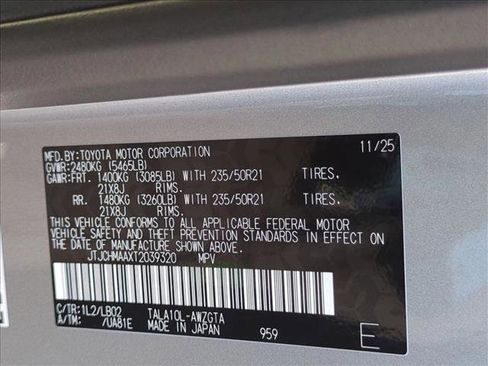 MFD.BY:TOYOTA MOTOR CORPORATION 11/25
GVWR:2480KG (5465LB)
GAWR:FRT. 1400KG (3085LB) WITH 235/50R21 TIRES,
21X8J RIMS.
RR. 1480KG (3260LB) WITH 235/50R21 TIRES,
21X8J RIMS.
THIS VEHICLE CONFORMS TO ALL APPLICABLE FEDERAL MOTOR
VEHICLE SAFETY AND THEFT PREVENTION STANDARDS IN EFFECT ON
THE DATE OF MANUFACTURE SHOWN ABOVE.
JTJCHMAAXT2039320 MPV
C/TR:1L2/LB02 TALA10L-AWZGTA
A/TM: /UA81E MADE IN JAPAN 959 E